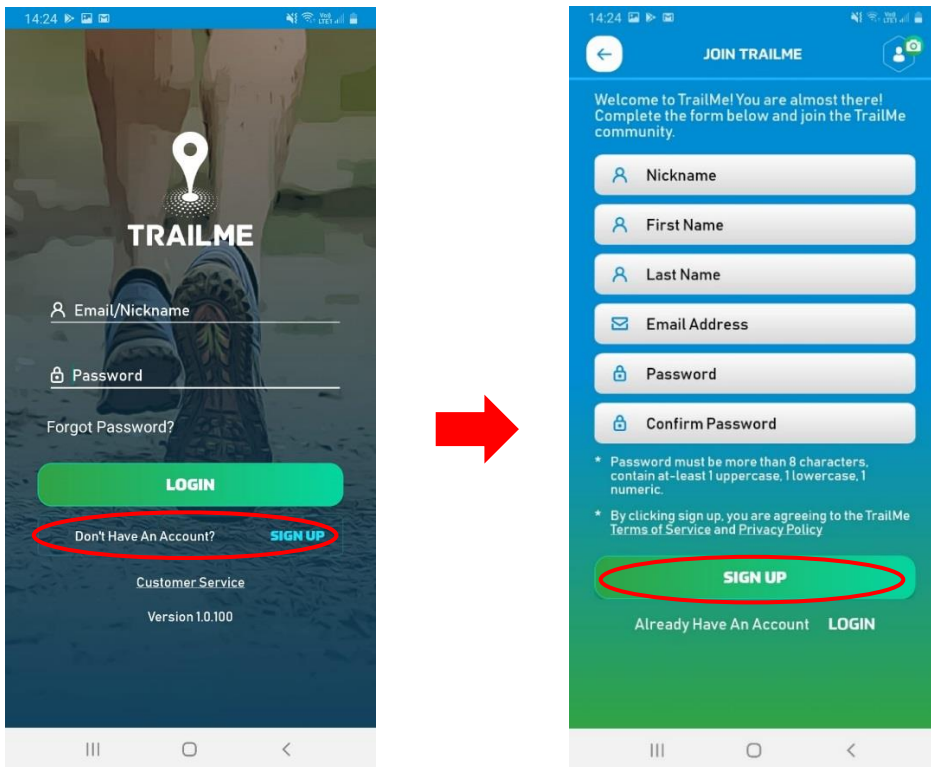 14:24
TRAILME
Email/Nickname
Password
Forgot Password?
LOGIN
Don't Have An Account? SIGN UP
Customer Service
Version 1.0.100
14:24
JOIN TRAILME
Welcome to TrailMe! You are almost there!
Complete the form below and join the TrailMe
community.
Nickname
First Name
Last Name
Email Address
Password
Confirm Password
* Password must be more than 8 characters,
contain at-least 1 uppercase, 1 lowercase, 1
numeric.
* By clicking sign up, you are agreeing to the TrailMe
Terms of Service and Privacy Policy
SIGN UP
Already Have An Account LOGIN